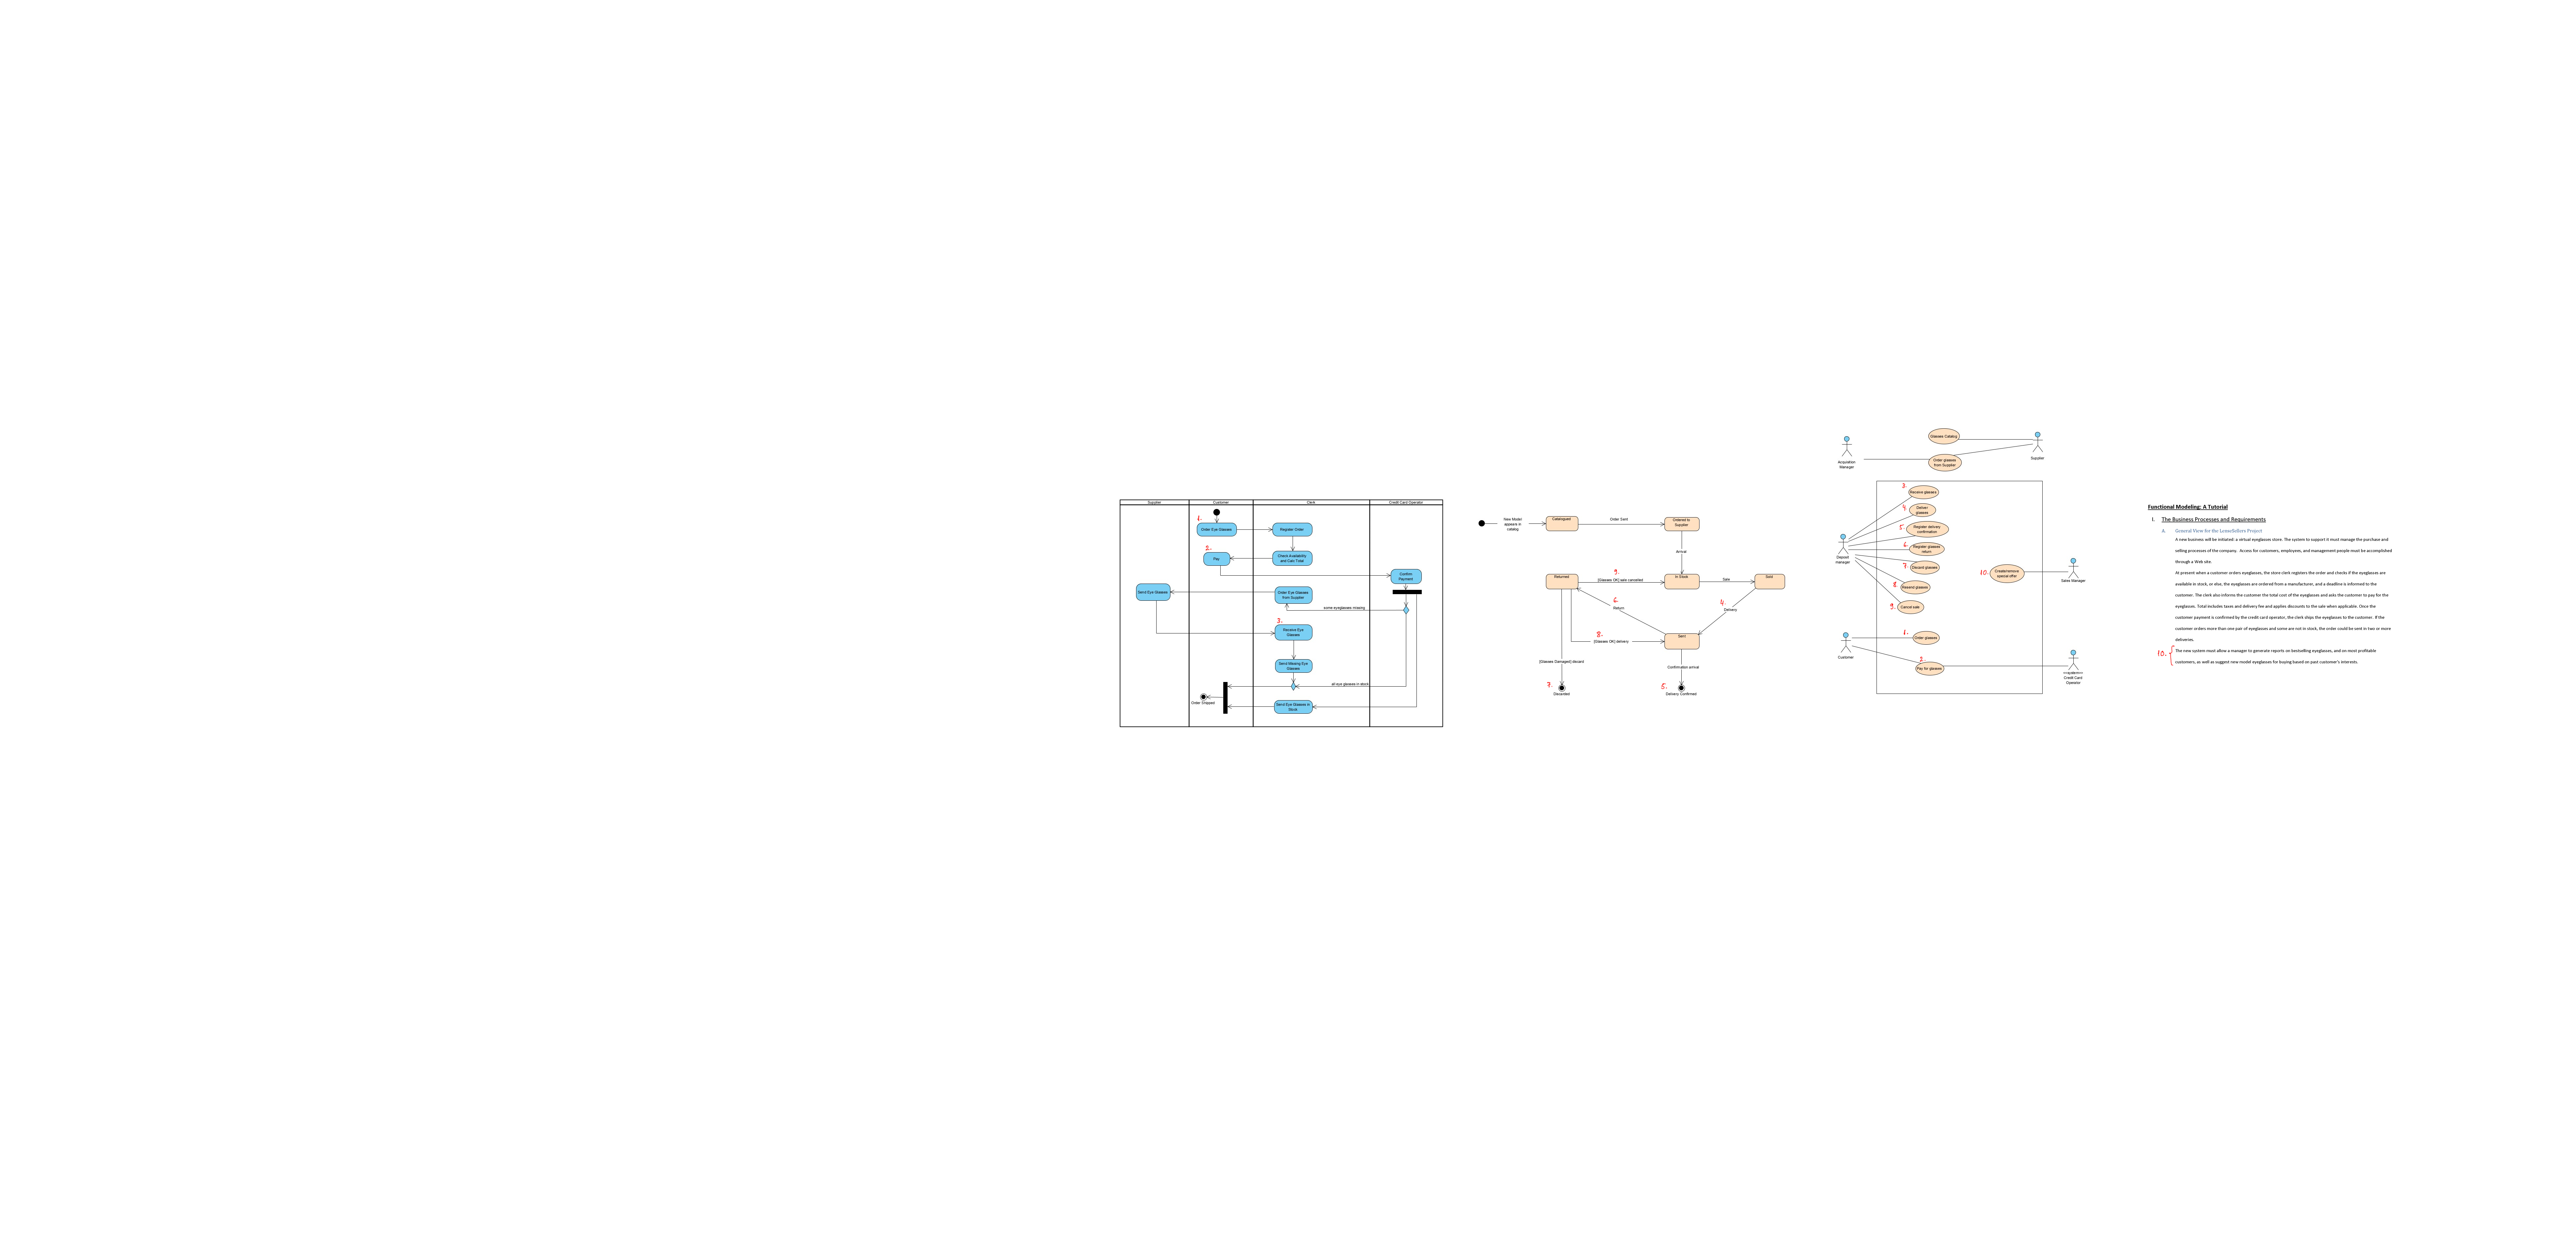 Supplier
Customer
Clerk
Credit Card Operator
1.
Order Eye Glasses
Register Order
2.
Pay
Check Availability
and Calc Total
Confirm
Payment
Send Eye Glasses
Order Eye Glasses
from Supplier
some eyeglasses missing
3.
Receive Eye
Glasses
Send Missing Eye
Glasses
all eye glasses in stock
Order Shipped
Send Eye Glasses in
Stock
New Model
appears in
catalog
Catalogued
Order Sent
Ordered to
Supplier
Arrival
Returned
9.
[Glasses OK] sale cancelled
In Stock
Sale
Sold
6.
Return
4.
Delivery
8.
[Glasses OK] delivery
Sent
[Glasses Damaged] discard
Confirmation arrival
7.
Discarded
5.
Delivery Confirmed
Acquisition
Manager
Glasses Catalog
Order glasses
from Supplier
Supplier
3.
Receive glasses
4.
Deliver
glasses
5.
Register delivery
confirmation
6.
Register glasses
return
Deposit
manager
7.
Discard glasses
8.
Resend glasses
9.
Cancel sale
10.
Create/remove
special offer
Sales Manager
1.
Order glasses
Customer
2.
Pay for glasses
Credit Card
Operator
Functional Modeling: A Tutorial
I. The Business Processes and Requirements
A General View for the LensesSellers Project
A new business will be initiated: a virtual eyeglasses store. The system to support it must manage the purchase and
selling processes of the company. Access for customers, employees, and management people must be accomplished
through a Web site.
At present when a customer orders eyeglasses, the store clerk registers the order and checks if the eyeglasses are
available in stock, or else, the eyeglasses are ordered from a manufacturer, and a deadline is informed to the
customer. The clerk also informs the customer the total cost of the eyeglasses and asks the customer to pay for the
eyeglasses. Total includes taxes and delivery fee and applies discounts to the sale when applicable. Once the
customer payment is confirmed by the credit card operator, the clerk ships the eyeglasses to the customer. If the
customer orders more than one pair of eyeglasses and some are not in stock, the order could be sent in two or more
deliveries.
10.
The new system must allow a manager to generate reports on bestselling eyeglasses, and on most profitable
customers, as well as suggest new model eyeglasses for buying based on past customer's interests.